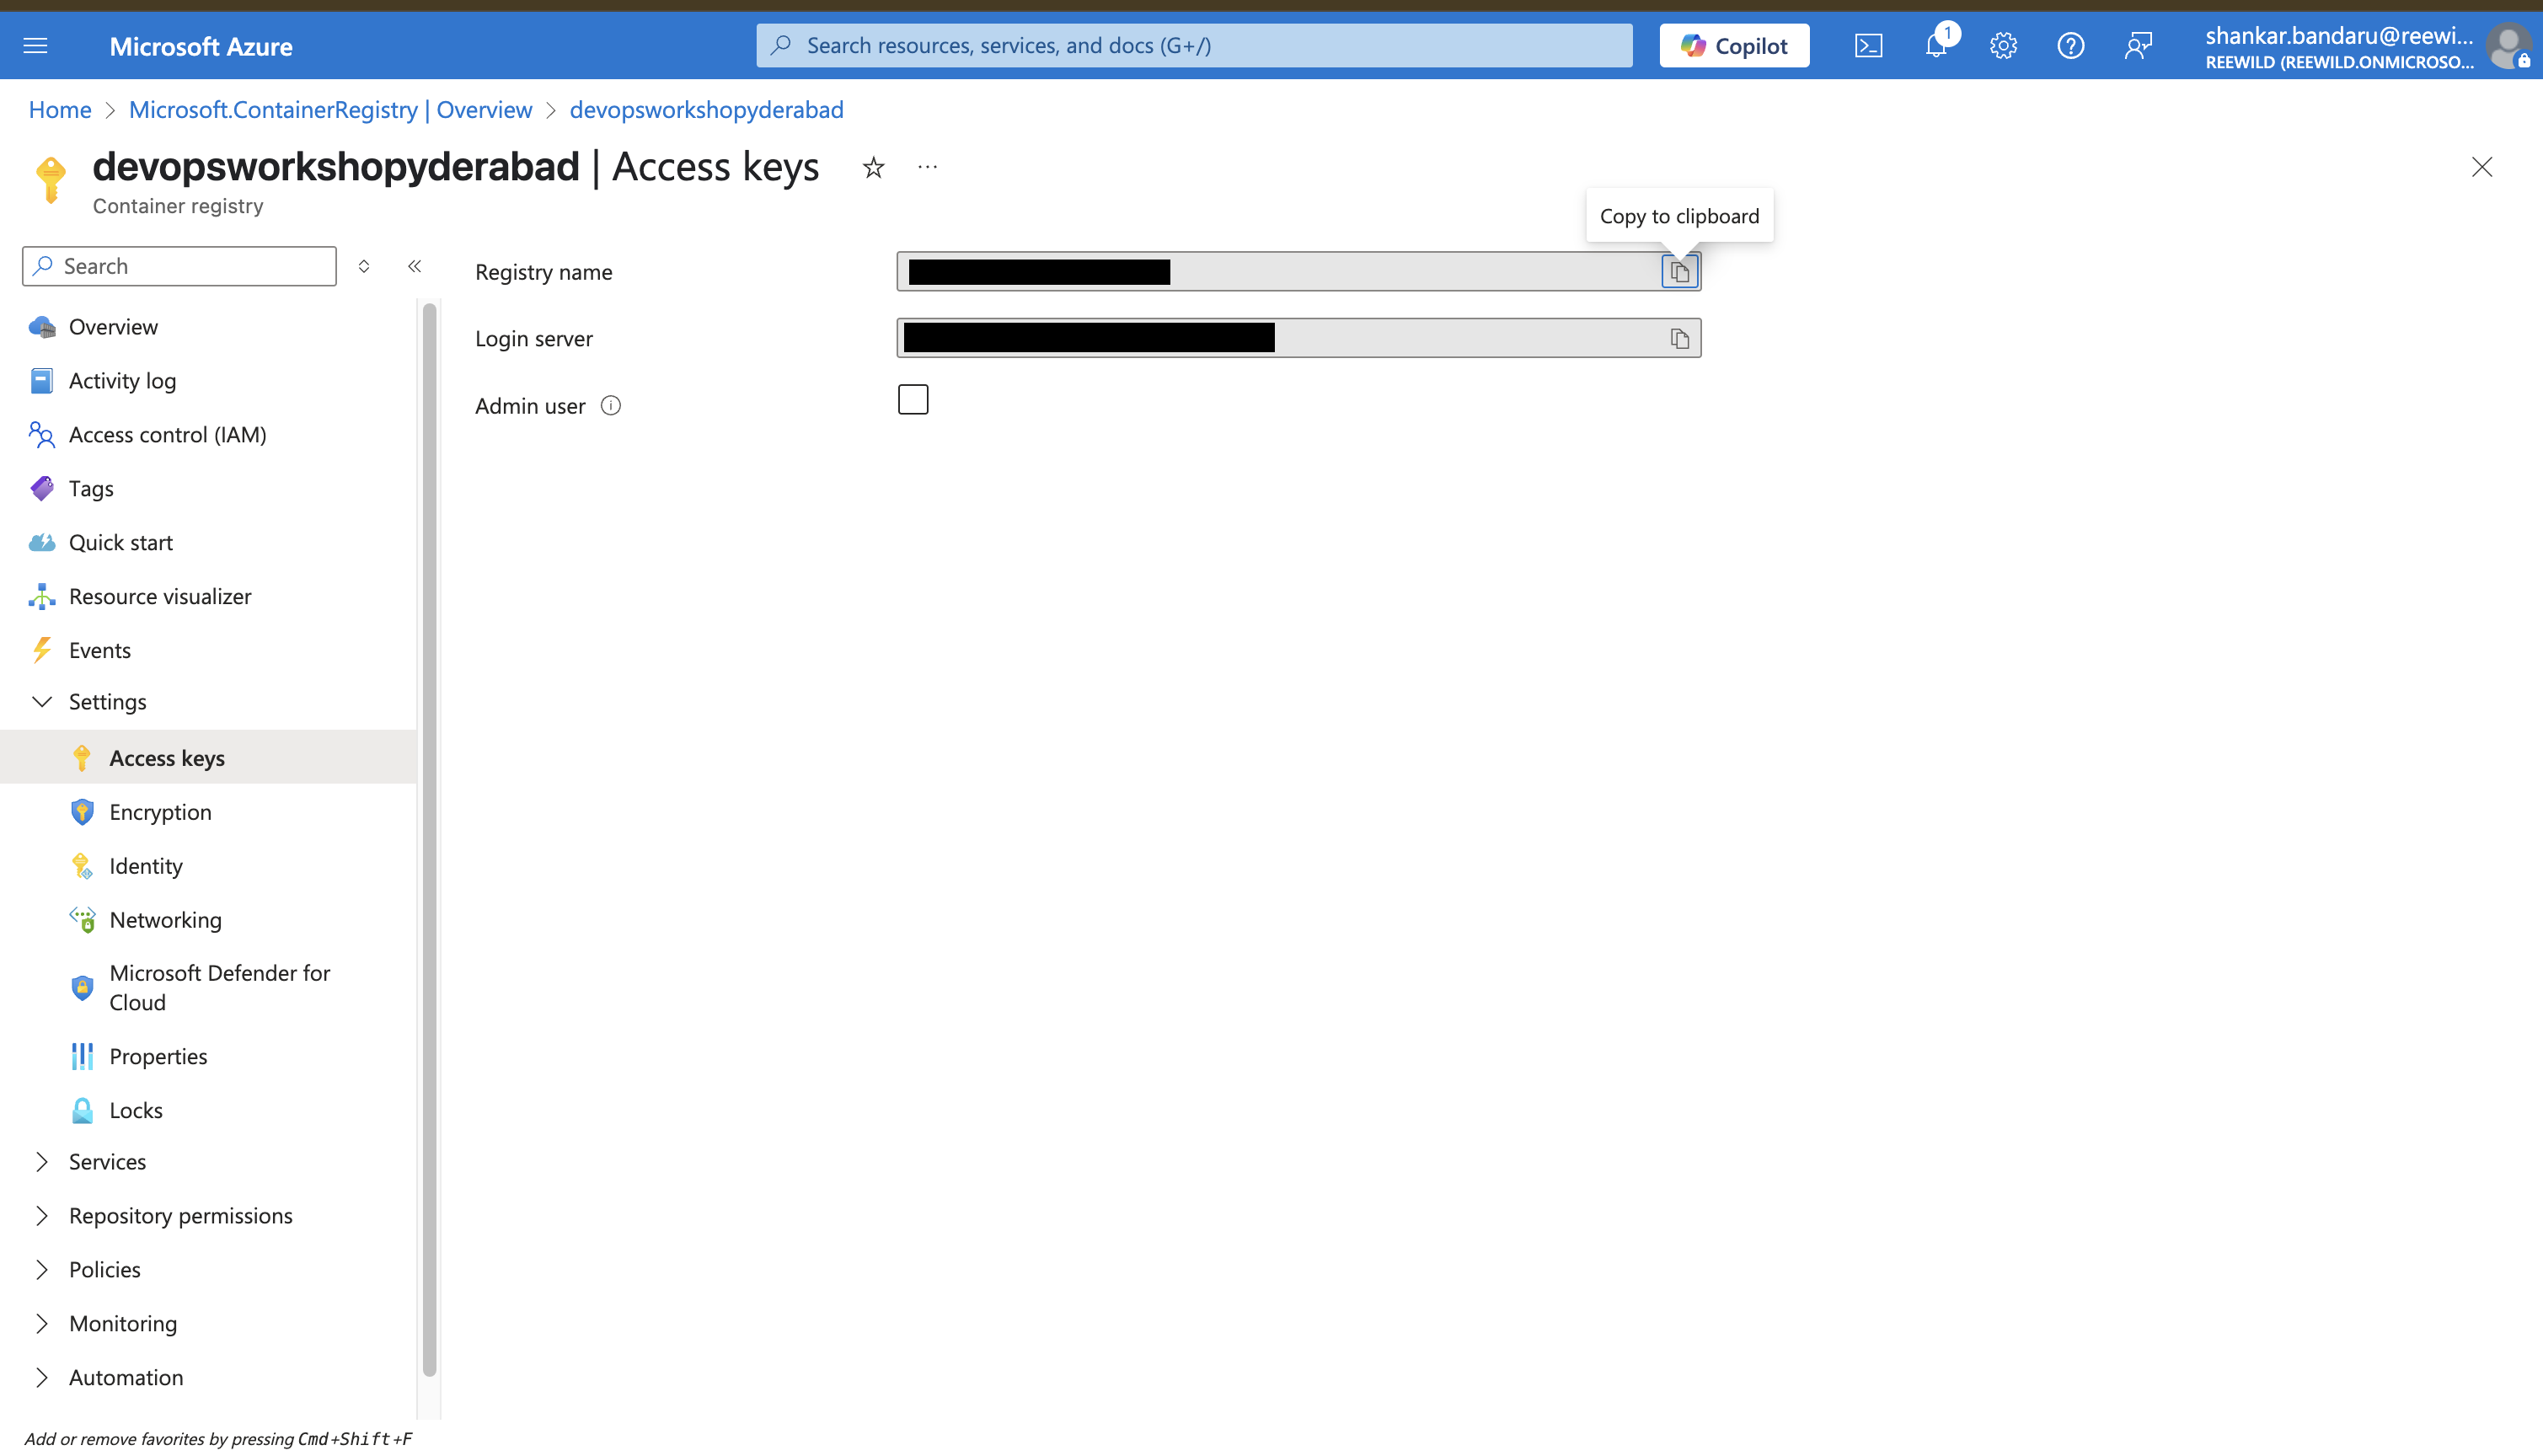 Microsoft Azure
Search resources, services, and docs (G+/)
Copilot
1
shankar.bandaru@reewi...
REEWILD (REEWILD.ONMICROSO...
Home > Microsoft.ContainerRegistry | Overview > devopsworkshopyderabad
devopsworkshopyderabad | Access keys
Container registry
Copy to clipboard
Search
Registry name
Login server
Admin user
Overview
Activity log
Access control (IAM)
Tags
Quick start
Resource visualizer
Events
Settings
Access keys
Encryption
Identity
Networking
Microsoft Defender for
Cloud
Properties
Locks
Services
Repository permissions
Policies
Monitoring
Automation
Add or remove favorites by pressing Cmd+Shift+F